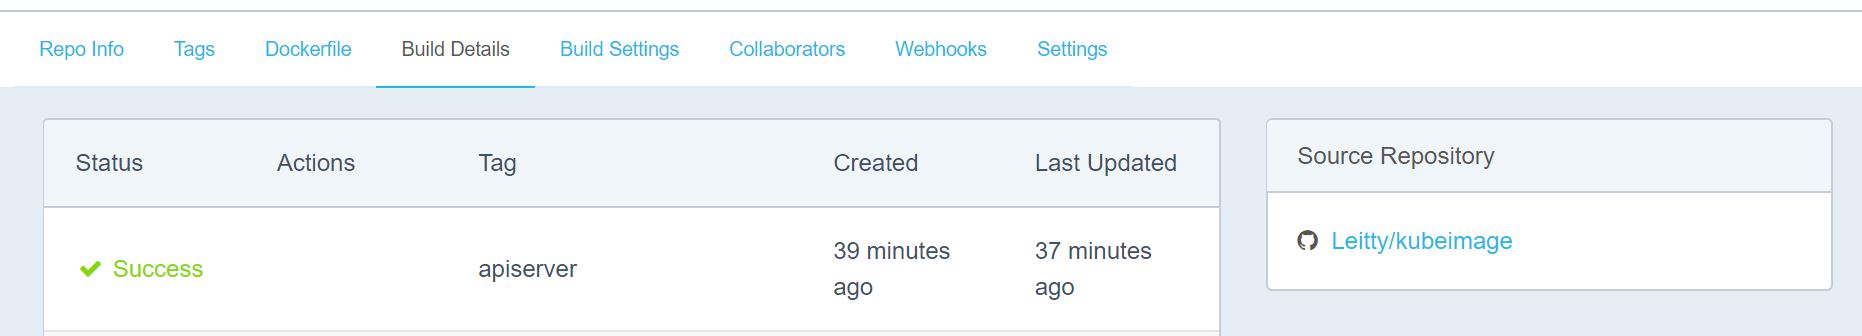 Repo Info Tags Dockerfile Build Details Build Settings Collaborators Webhooks Settings
Status Actions Tag Created Last Updated
Success apiserver 39 minutes ago 37 minutes ago
Source Repository
Leitty/kubeimage